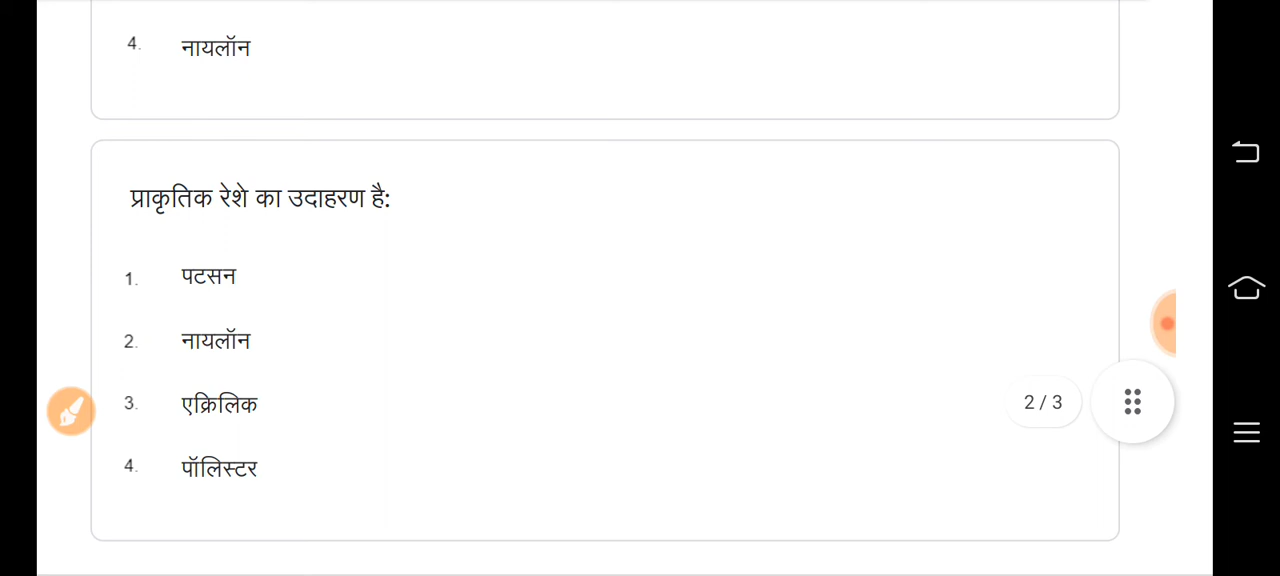 4. नायलॉन
प्राकृतिक रेशे का उदाहरण है:
1. पटसन
2. नायलॉन
3. एक्रिलिक
2 / 3
4. पॉलिस्टर